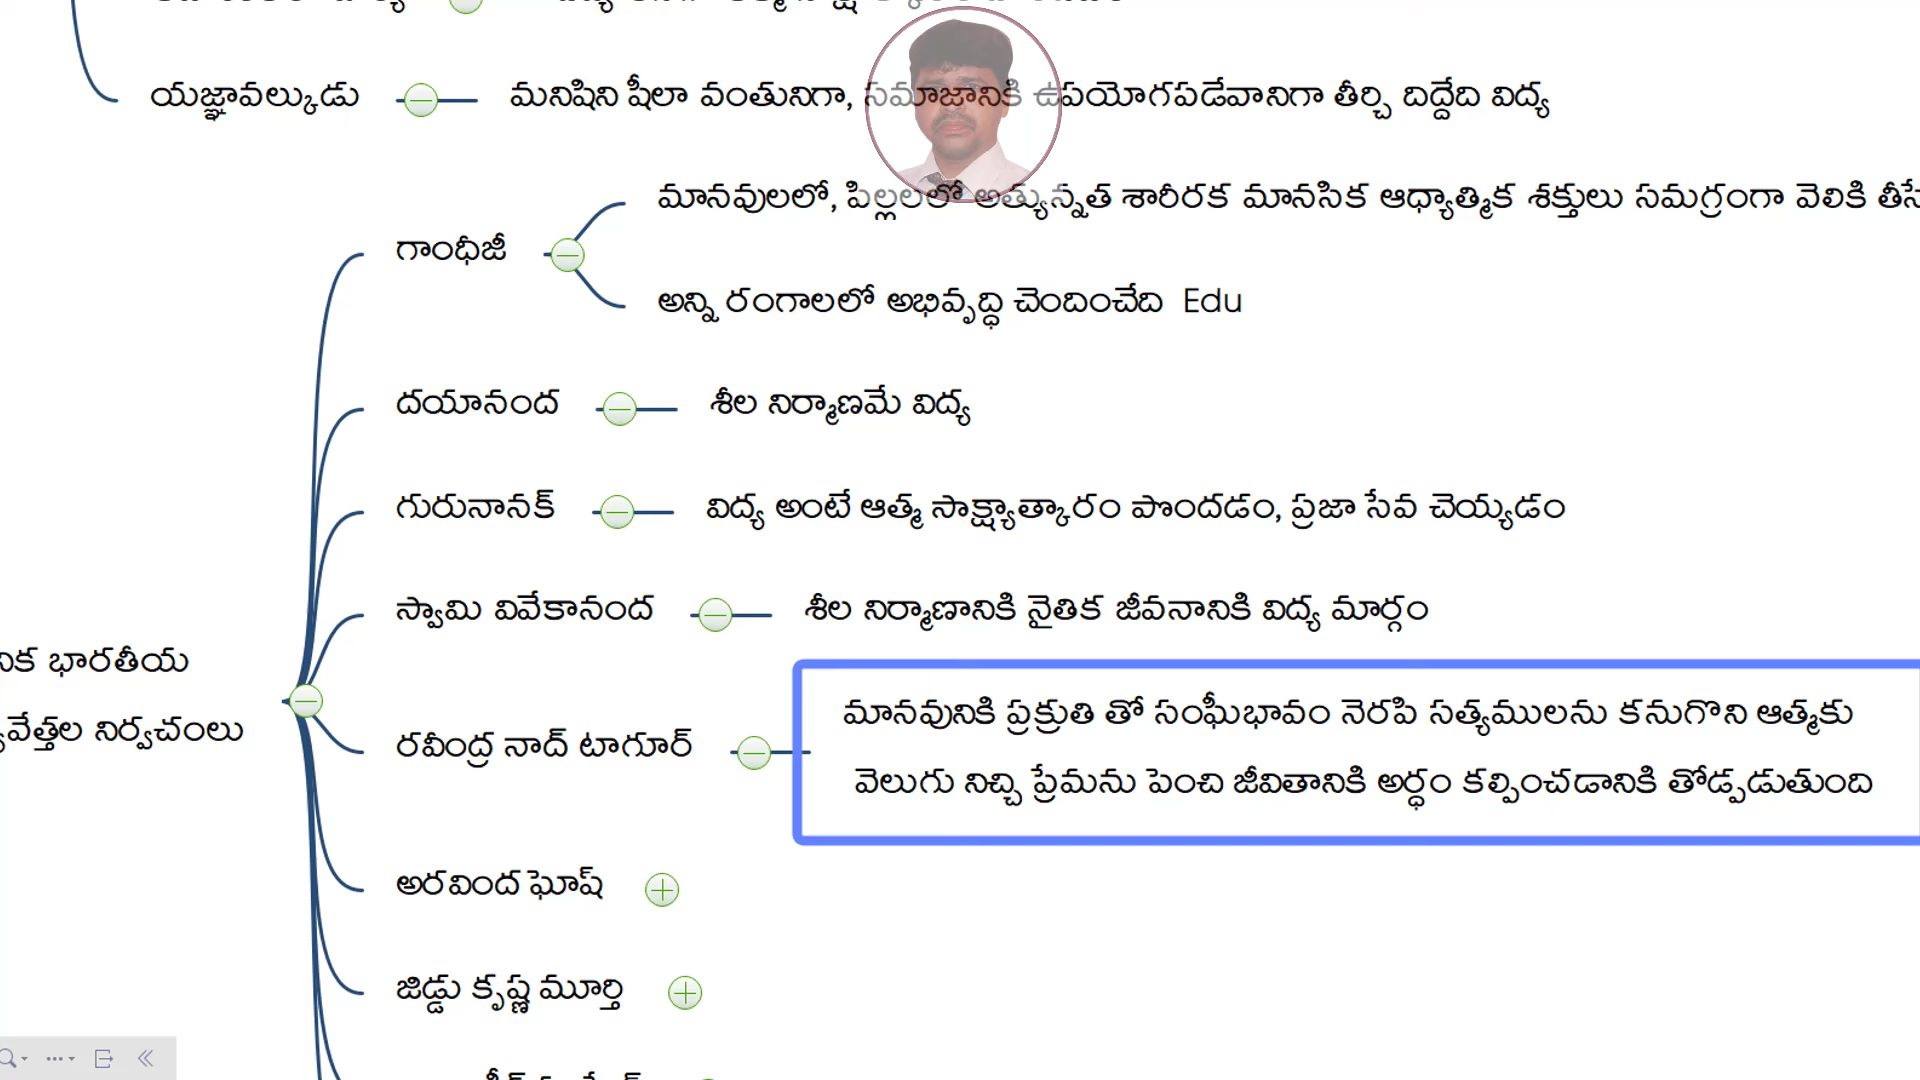 యజ్ఞావల్కుడు
మనిషిని షీలా వంతునిగా, సమాజానికి ఉపయోగపడేవానిగా తీర్చి దిద్దేది విద్య
మానవులలో, పిల్లలలో అత్యున్నత శారీరక మానసిక ఆధ్యాత్మిక శక్తులు సమగ్రంగా వెలికి
గాంధీజీ
అన్ని రంగాలలో అభివృద్ధి చెందించేది Edu
దయానంద
శీల నిర్మాణమే విద్య
గురునానక్
విద్య అంటే ఆత్మ సాక్ష్యాత్కారం పొందడం, ప్రజా సేవ చెయ్యడం
స్వామి వివేకానంద
శీల నిర్మాణానికి నైతిక జీవనానికి విద్య మార్గం
భారతీయ
నిర్వచంలు
రవీంద్ర నాద్ టాగూర్
మానవునికి ప్రక్రుతి తో సంఘీభావం నెరపి సత్యములను కనుగొని ఆత్మకు
వెలుగు నిచ్చి ప్రేమను పెంచి జీవితానికి అర్ధం కల్పించడానికి తోడ్పడుతుంది
అరవింద ఘోష్
జిడ్డు కృష్ణ మూర్తి